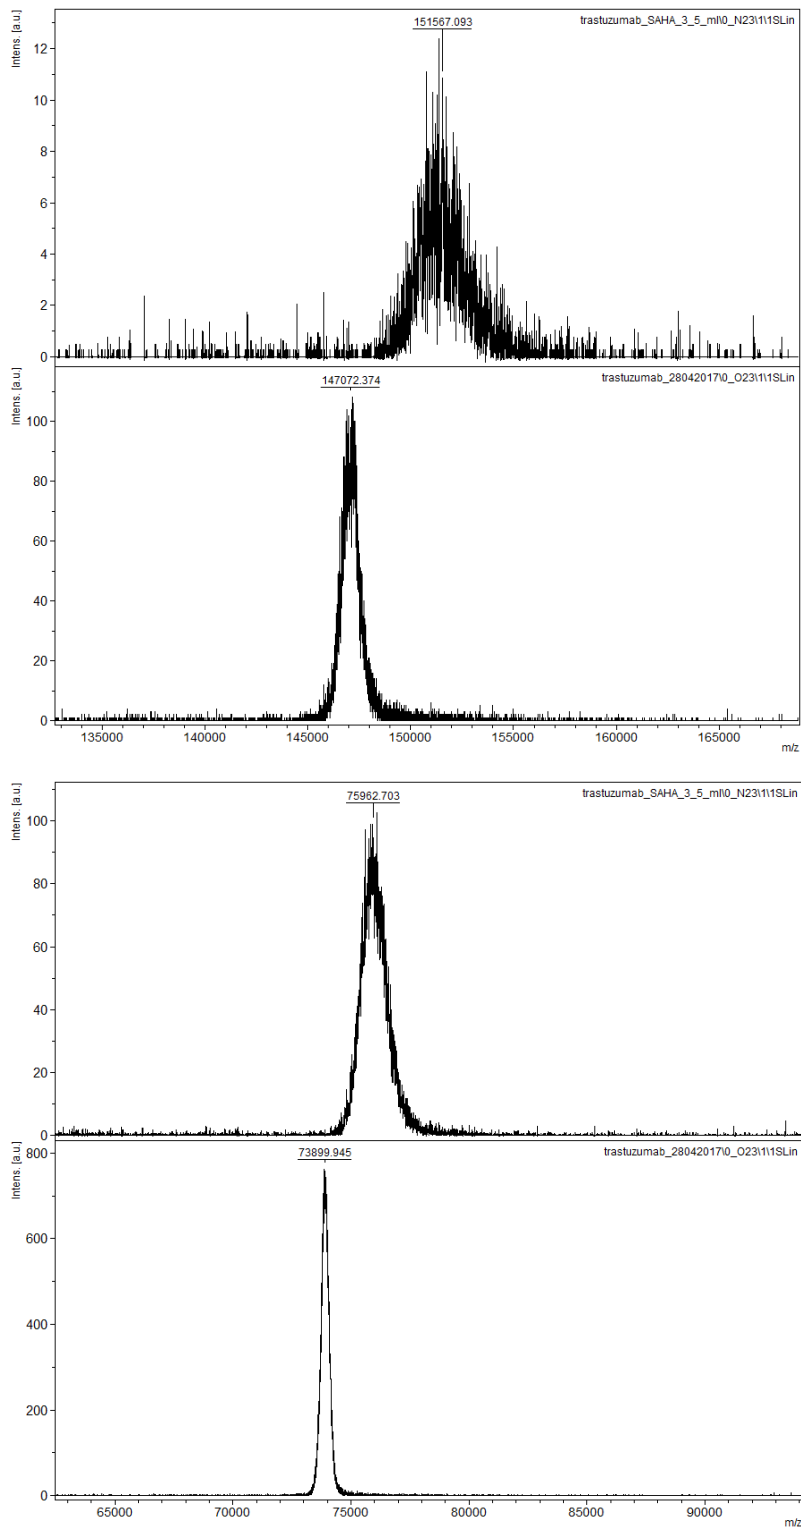 Intens. [a.u.]
151567.093
trastuzumab_SAHA_3_5_ml\0_N23\1\1SLin
12
10
8
6
4
2
0
Intens. [a.u.]
147072.374
trastuzumab_28042017\0_O23\1\1SLin
100
80
60
40
20
0
135000 140000 145000 150000 155000 160000 165000
m/z
Intens. [a.u.]
75962.703
trastuzumab_SAHA_3_5_ml\0_N23\1\1SLin
100
80
60
40
20
0
Intens. [a.u.]
73899.945
trastuzumab_28042017\0_O23\1\1SLin
800
600
400
200
0
65000 70000 75000 80000 85000 90000
m/z